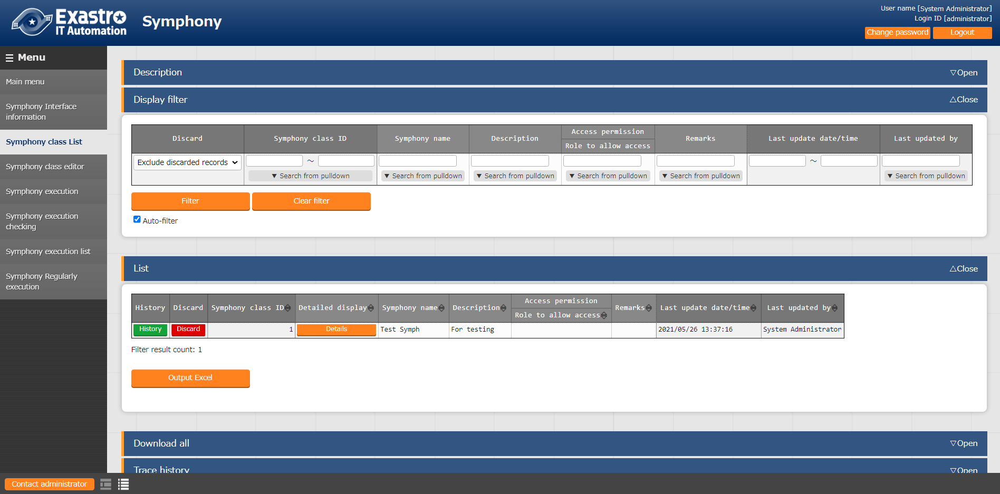 Exastro
IT Automation
Symphony
User name [System Administrator]
Login ID [administrator]
Change password
Logout
☰ Menu
Main menu
Symphony Interface
information
Symphony class List
Symphony class editor
Symphony execution
Symphony execution
checking
Symphony execution list
Symphony Regularly
execution
Description
▽Open
Display filter
△Close
Discard
Symphony class ID
Symphony name
Description
Access permission
Role to allow access
Remarks
Last update date/time
Last updated by
Exclude discarded records
~
▼ Search from pulldown
▼ Search from pulldown
▼ Search from pulldown
▼ Search from pulldown
▼ Search from pulldown
~
▼ Search from pulldown
Filter
Clear filter
Auto-filter
List
△Close
History
Discard
Symphony class ID
Detailed display
Symphony name
Description
Access permission
Role to allow access
Remarks
Last update date/time
Last updated by
History
Discard
1
Details
Test Symph
For testing
2021/05/26 13:37:16
System Administrator
Filter result count: 1
Output Excel
Download all
▽Open
Trace history
▽Open
Contact administrator